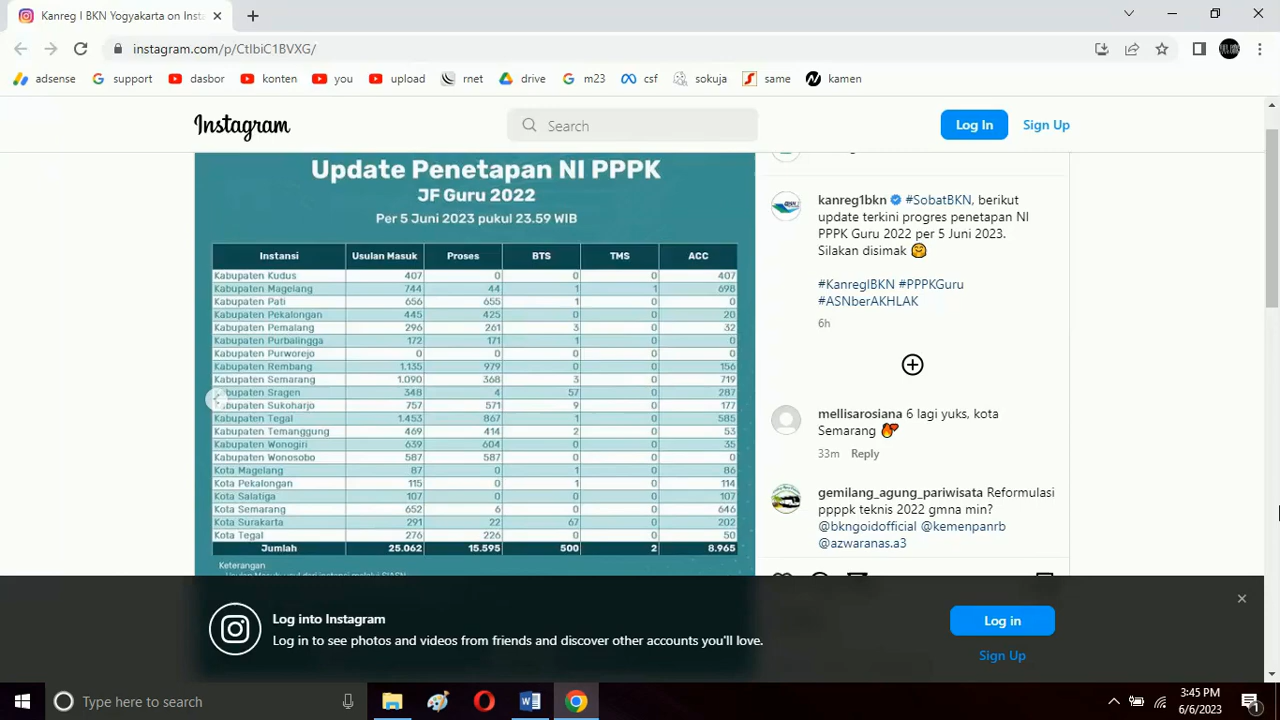 Kanreg I BKN Yogyakarta on Inst
instagram.com/p/CtIbiC1BVXG/
adsense support dasbor konten you upload rnet drive m23 csf sokuja same kamen
Instagram
Search
Log In Sign Up
Update Penetapan NI PPPK
JF Guru 2022
Per 5 Juni 2023 pukul 23.59 WIB
Instansi Usulan Masuk Proses BTS TMS ACC
Kabupaten Kudus 407 0 0 0 407
Kabupaten Magelang 744 44 1 1 698
Kabupaten Pati 656 655 1 0 0
Kabupaten Pekalongan 445 425 0 0 20
Kabupaten Pemalang 296 261 3 0 32
Kabupaten Purbalingga 172 171 1 0 0
Kabupaten Purworejo 0 0 0 0 0
Kabupaten Rembang 1.135 979 0 0 156
Kabupaten Semarang 1.090 368 3 0 719
Kabupaten Sragen 348 4 57 0 287
Kabupaten Sukoharjo 757 571 9 0 177
Kabupaten Tegal 1.453 867 1 0 585
Kabupaten Temanggung 469 414 2 0 53
Kabupaten Wonogiri 639 604 0 0 35
Kabupaten Wonosobo 587 587 0 0 0
Kota Magelang 87 0 1 0 86
Kota Pekalongan 115 0 1 0 114
Kota Salatiga 107 0 0 0 107
Kota Semarang 652 6 0 0 646
Kota Surakarta 291 22 67 0 202
Kota Tegal 276 226 0 0 50
Jumlah 25.062 15.595 500 2 8.965
Keterangan
kanreg1bkn #SobatBKN, berikut
update terkini progres penetapan NI
PPPK Guru 2022 per 5 Juni 2023.
Silakan disimak 🤗
#KanregIBKN #PPPKGuru
#ASNberAKHLAK
6h
mellisarosiana 6 lagi yuks, kota
Semarang
33m Reply
gemilang_agung_pariwisata Reformulasi
ppppk teknis 2022 gmna min?
@bkngoidofficial @kemenpanrb
@azwaranas.a3
Log into Instagram
Log in to see photos and videos from friends and discover other accounts you'll love.
Log in
Sign Up
Type here to search
3:45 PM
6/6/2023
1